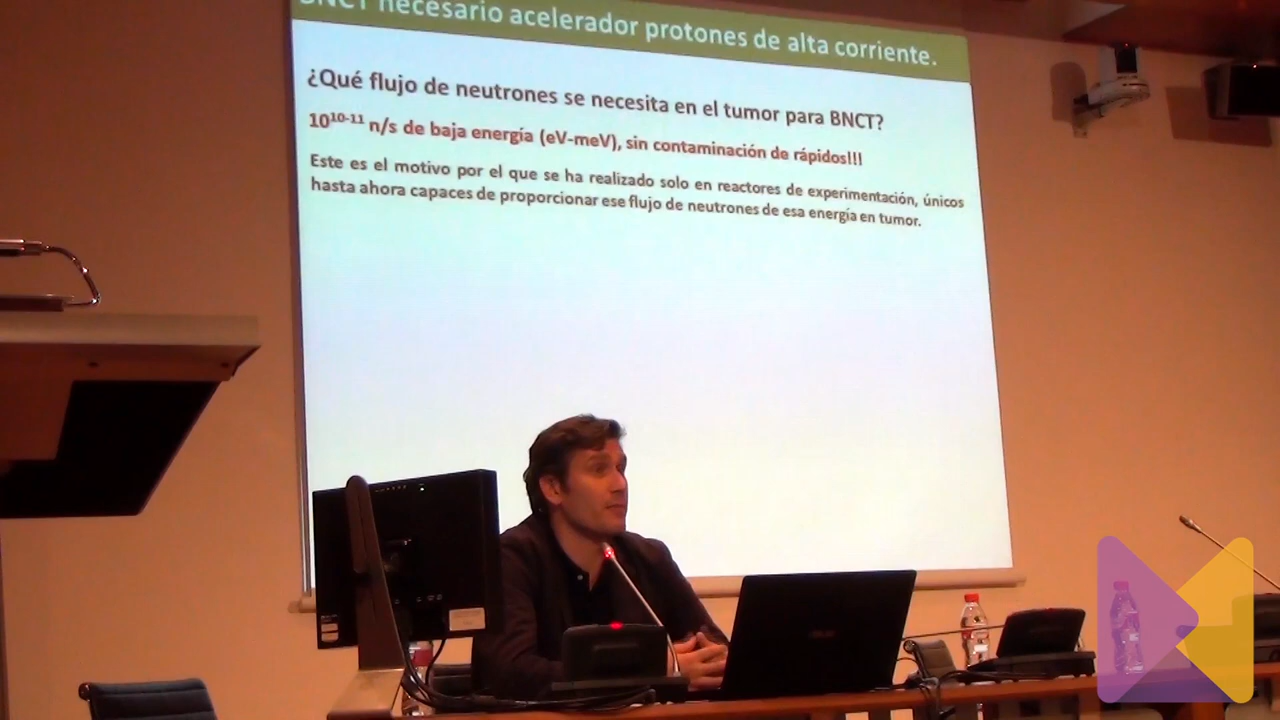 BNCT necesario acelerador protones de alta corriente.
¿Qué flujo de neutrones se necesita en el tumor para BNCT?
10¹⁰⁻¹¹ n/s de baja energía (eV-meV), sin contaminación de rápidos!!!
Este es el motivo por el que se ha realizado solo en reactores de experimentación, únicos
hasta ahora capaces de proporcionar ese flujo de neutrones de esa energía en tumor.